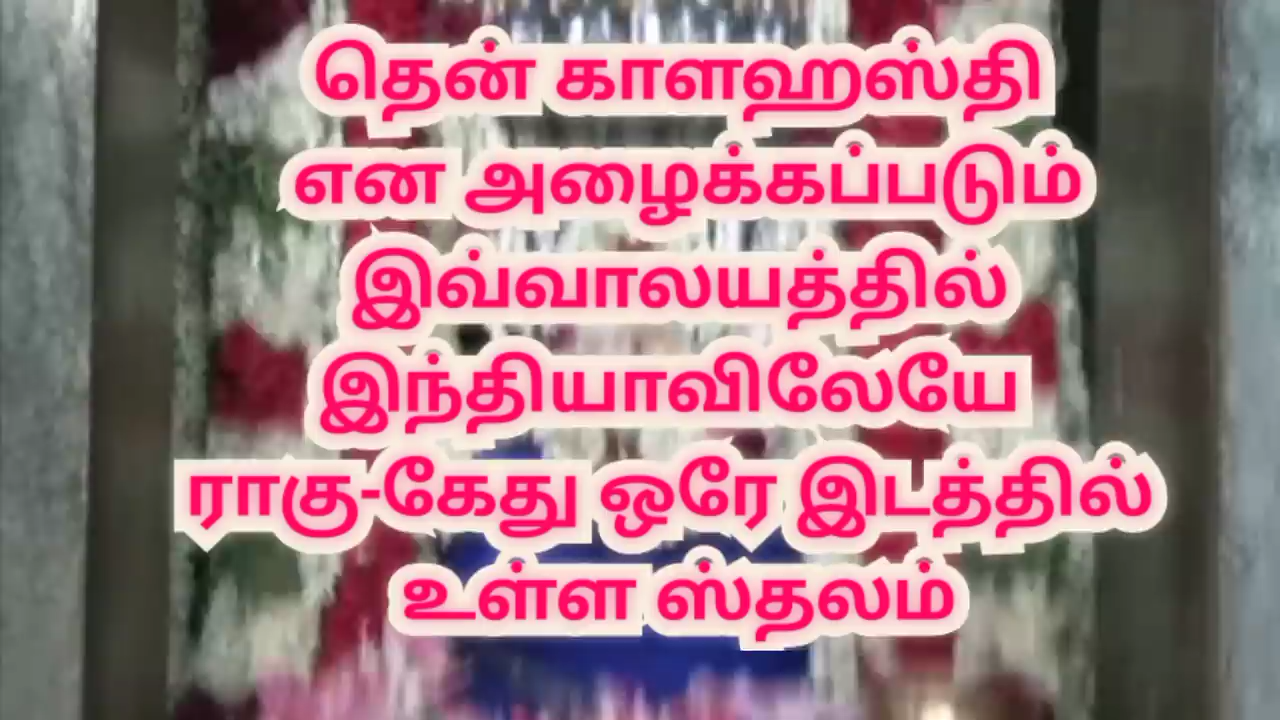 தென் காளஹஸ்தி
என அழைக்கப்படும்
இவ்வாலயத்தில்
இந்தியாவிலேயே
ராகு-கேது ஒரே இடத்தில்
உள்ள ஸ்தலம்